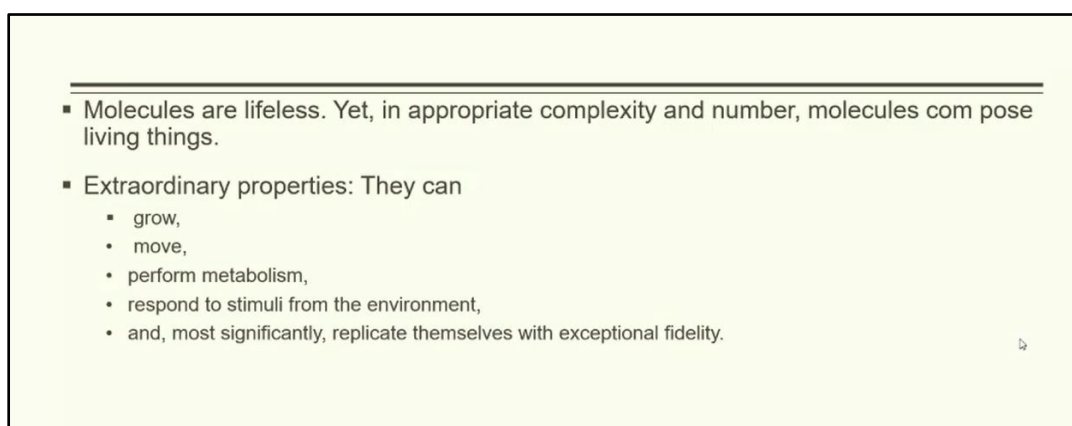 Molecules are lifeless. Yet, in appropriate complexity and number, molecules com pose
living things.
Extraordinary properties: They can
grow,
move,
perform metabolism,
respond to stimuli from the environment,
and, most significantly, replicate themselves with exceptional fidelity.